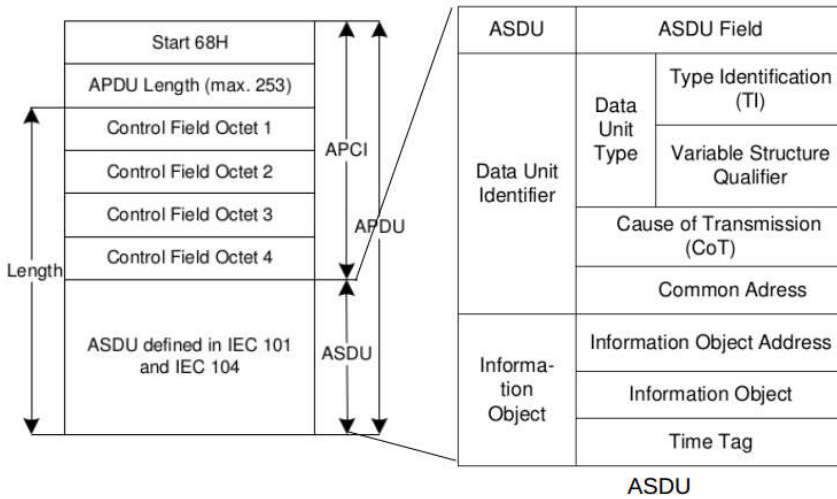 Start 68H
APDU Length (max. 253)
Control Field Octet 1
Control Field Octet 2
Control Field Octet 3
Control Field Octet 4
ASDU defined in IEC 101
and IEC 104
Length
APCI
APDU
ASDU
ASDU
ASDU Field
Data Unit
Identifier
Data
Unit
Type
Type Identification
(TI)
Variable Structure
Qualifier
Cause of Transmission
(CoT)
Common Adress
Informa-
tion
Object
Information Object Address
Information Object
Time Tag
ASDU